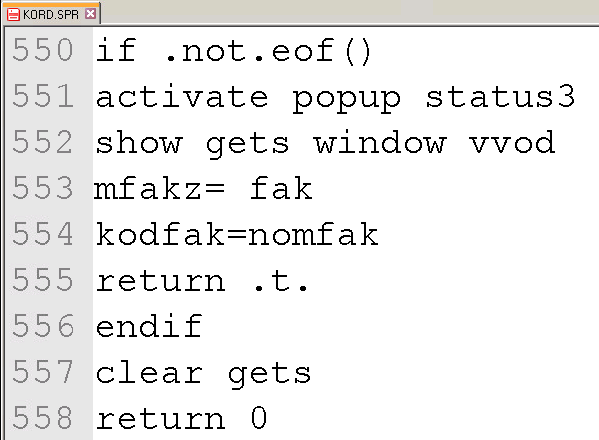 KORD.SPR
550 if .not.eof()
551 activate popup status3
552 show gets window vvod
553 mfakz= fak
554 kodfak=nomfak
555 return .t.
556 endif
557 clear gets
558 return 0